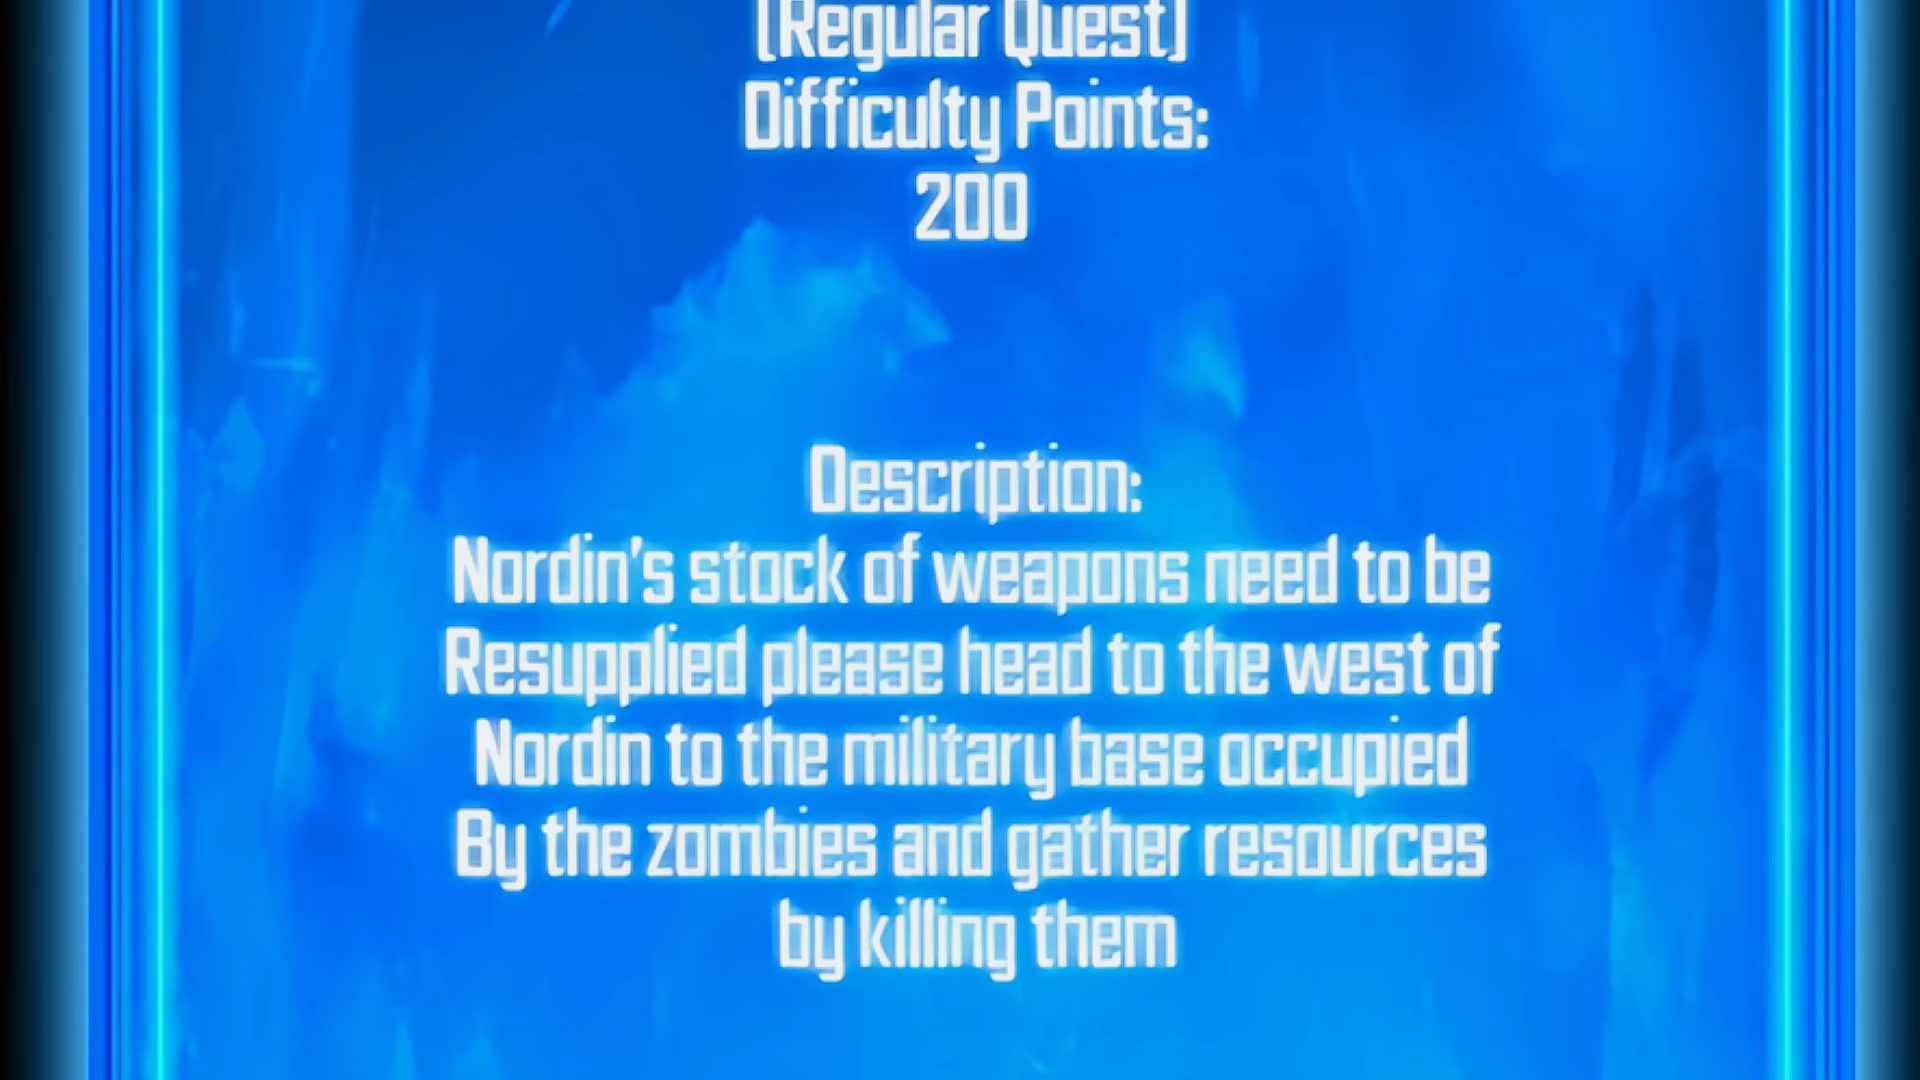 [Regular Quest]
Difficulty Points:
200
Description:
Nordin's stock of weapons need to be
Resupplied please head to the west of
Nordin to the military base occupied
By the zombies and gather resources
by killing them